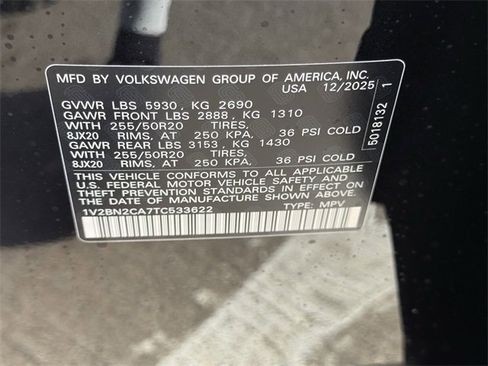 MFD BY VOLKSWAGEN GROUP OF AMERICA, INC.
USA 12/2025
GVWR LBS 5930, KG 2690
GAWR FRONT LBS 2888, KG 1310
WITH 255/50R20 TIRES,
8JX20 RIMS, AT 250 KPA, 36 PSI COLD
GAWR REAR LBS 3153, KG 1430
WITH 255/50R20 TIRES,
8JX20 RIMS, AT 250 KPA, 36 PSI COLD
THIS VEHICLE CONFORMS TO ALL APPLICABLE
U.S. FEDERAL MOTOR VEHICLE SAFETY AND
THEFT PREVENTION STANDARDS IN EFFECT ON
THE DATE OF MANUFACTURE SHOWN ABOVE.
1V2BN2CA7TC533622 TYPE: MPV
5018132 1